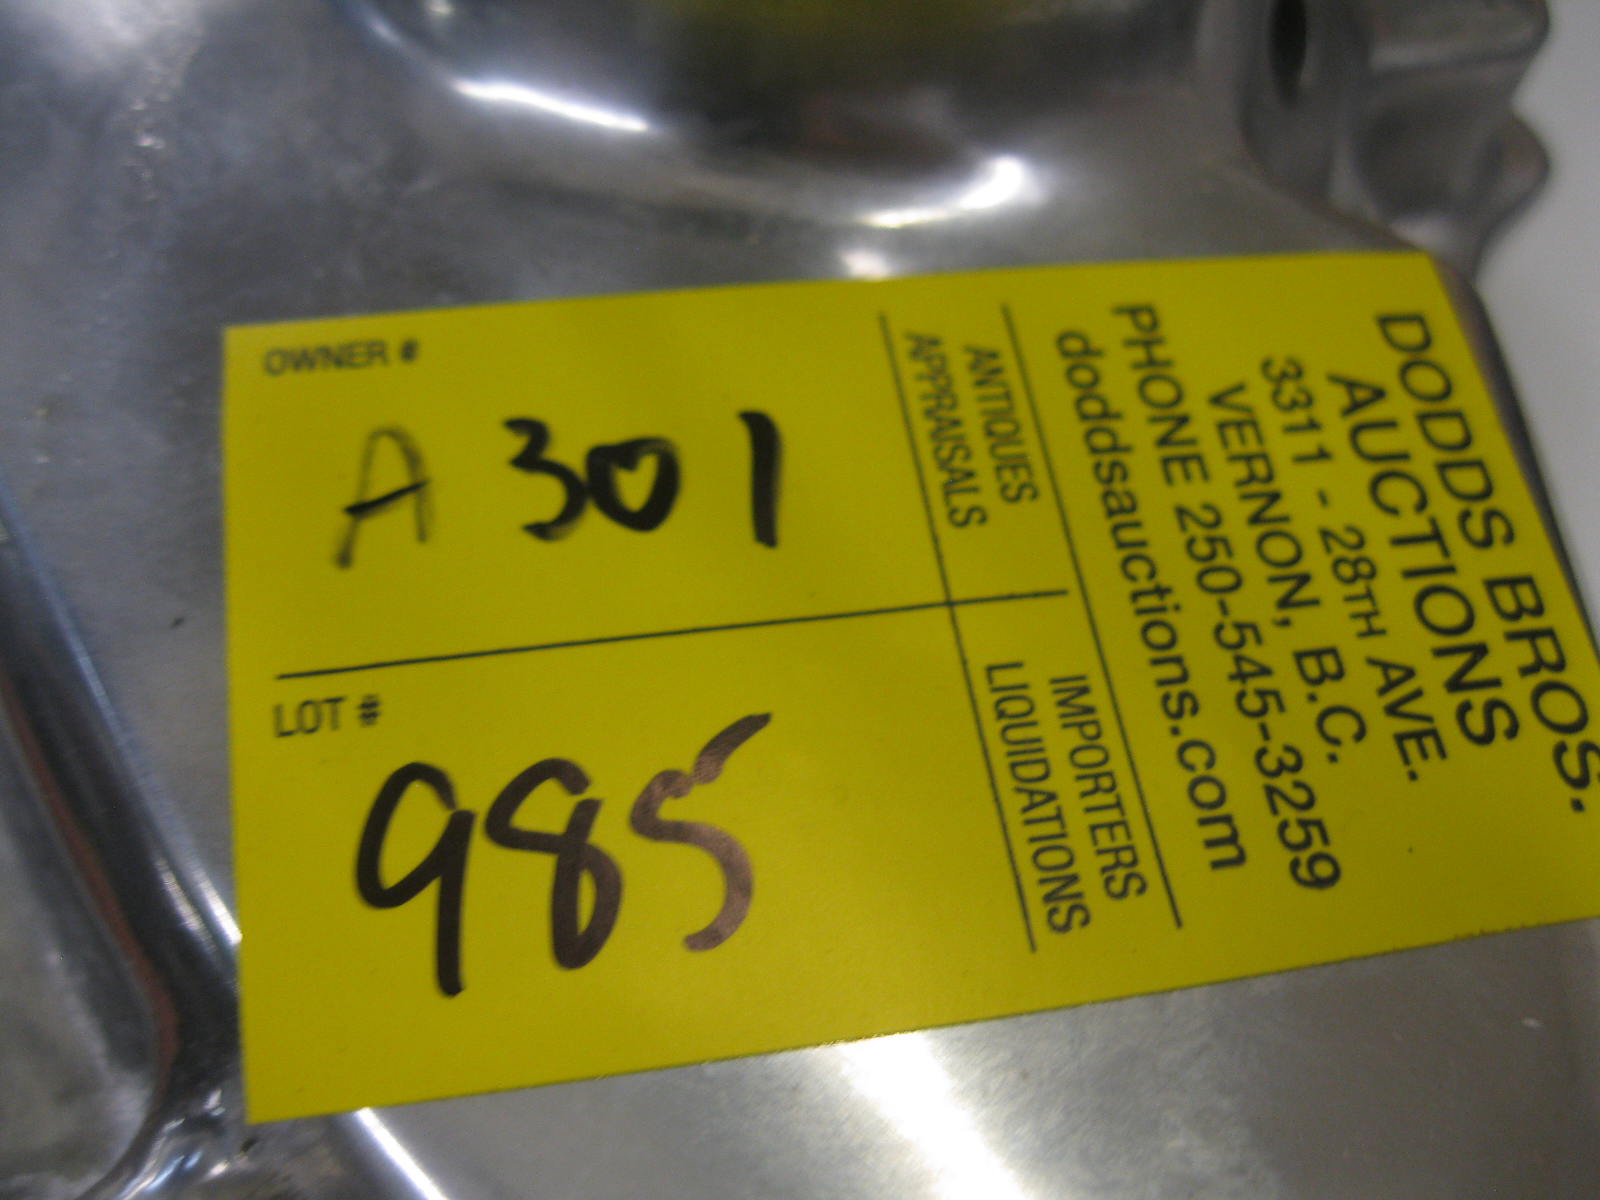 OWNER #
A 301
LOT #
985
DODDS BROS.
AUCTIONS
3311 - 28TH AVE.
VERNON, B.C.
PHONE 250-545-3259
doddsauctions.com
ANTIQUES
APPRAISALS
IMPORTERS
LIQUIDATIONS